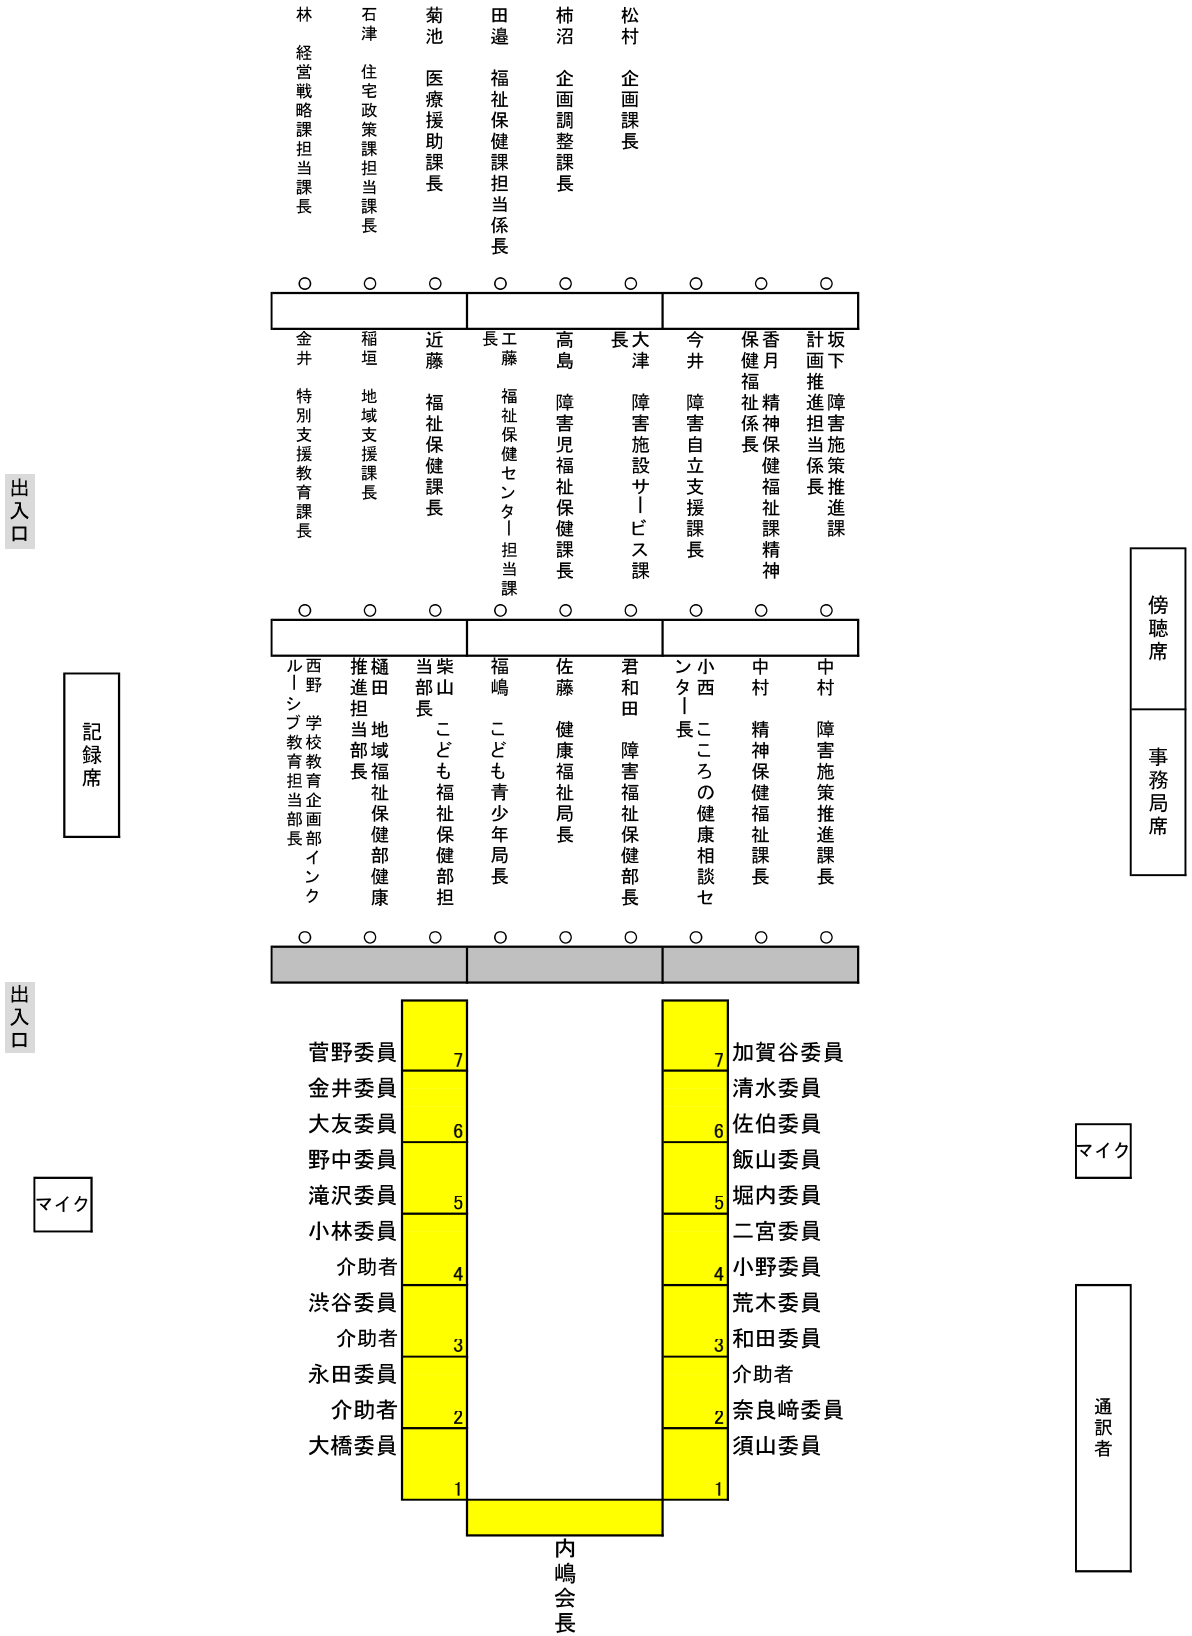 林　経営戦略課担当課長
石津　住宅政策課担当課長
菊池　医療援助課長
田邉　福祉保健課担当係長
柿沼　企画調整課長
松村　企画課長
○ ○ ○ ○ ○ ○ ○ ○ ○
金井　特別支援教育課長
稲垣　地域支援課長
近藤　福祉保健課長
工藤　福祉保健センター担当課
長
高島　障害児福祉保健課長
大津　障害施設サービス課
長
今井　障害自立支援課長
香月　精神保健福祉課精神
保健福祉係長
坂下　障害施策推進課
計画推進担当係長
○ ○ ○ ○ ○ ○ ○ ○ ○
西野　学校教育企画部インク
ルーシブ教育担当部長
樋田　地域福祉保健部健康
推進担当部長
柴山　こども福祉保健部担
当部長
福嶋　こども青少年局長
佐藤　健康福祉局長
君和田　障害福祉保健部長
小西　こころの健康相談セ
ンター長
中村　精神保健福祉課長
中村　障害施策推進課長
○ ○ ○ ○ ○ ○ ○ ○ ○
出入口
記録席
出入口
マイク
傍聴席
事務局席
マイク
通訳者
菅野委員
7
金井委員
大友委員
6
野中委員
滝沢委員
5
小林委員
介助者
4
渋谷委員
介助者
3
永田委員
介助者
2
大橋委員
1
7
加賀谷委員
清水委員
6
佐伯委員
飯山委員
5
堀内委員
二宮委員
4
小野委員
荒木委員
3
和田委員
介助者
2
奈良﨑委員
須山委員
1
内嶋会長